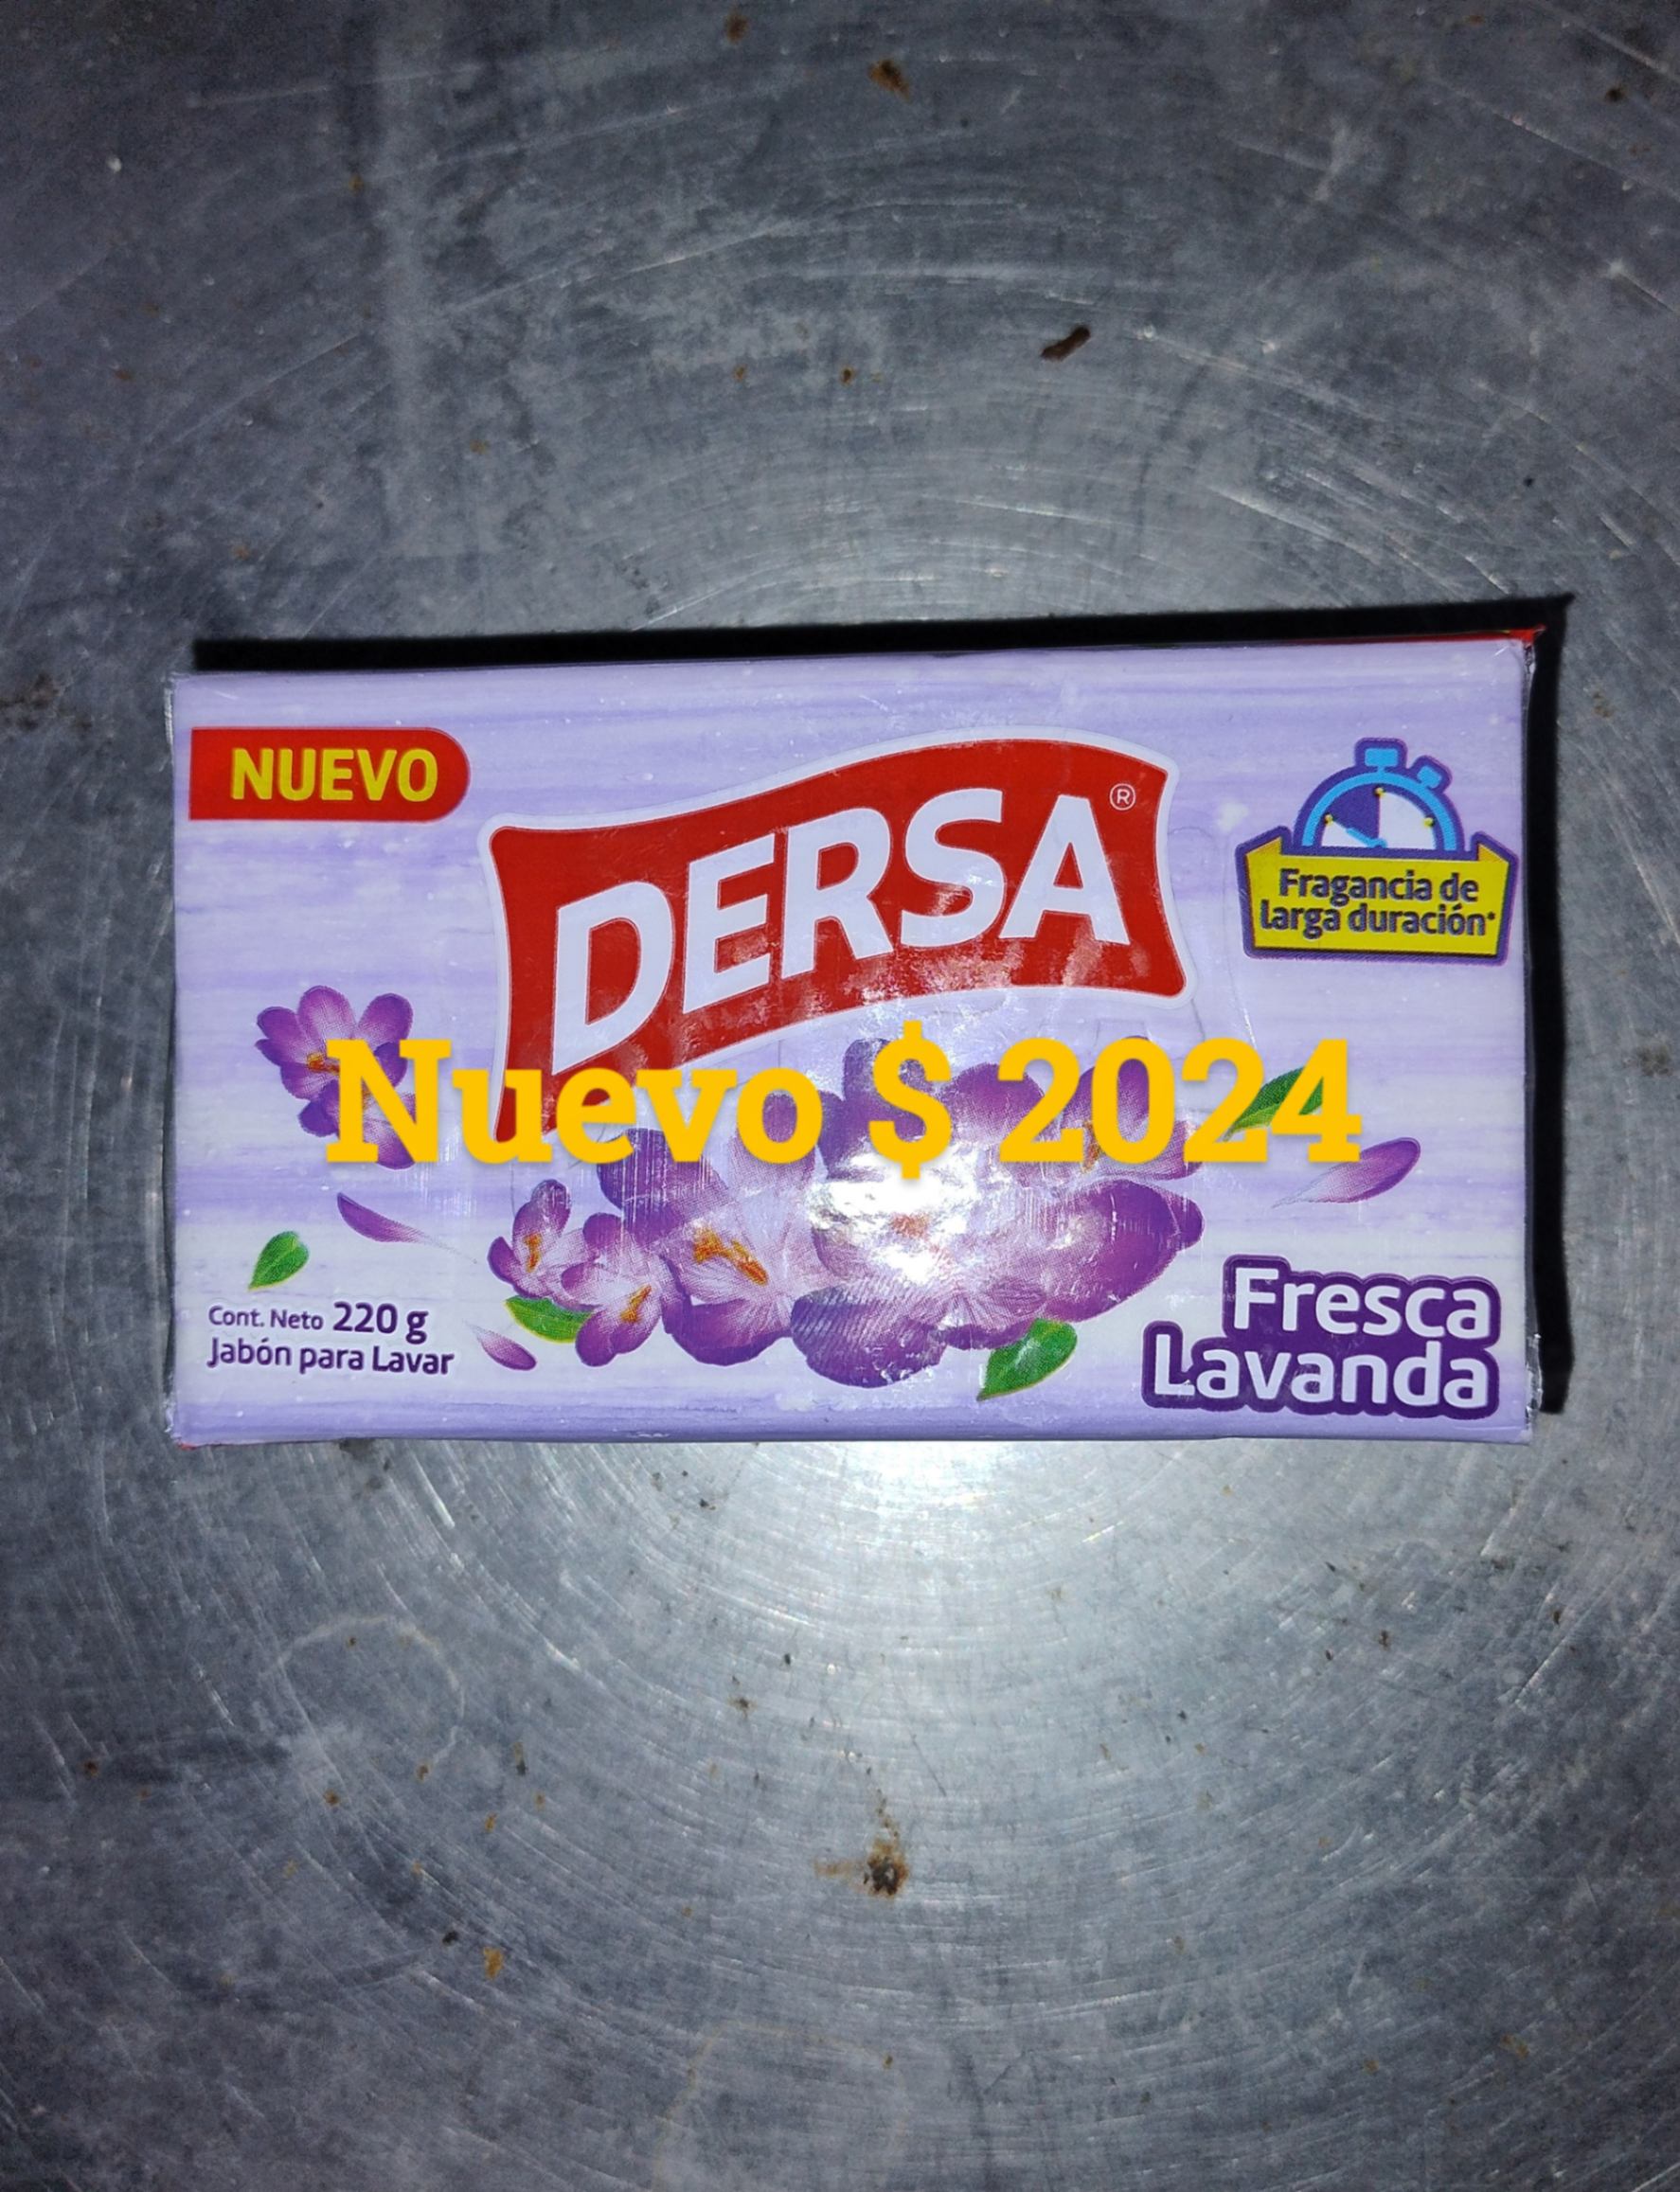 NUEVO
DERSA®
Fragancia de
larga duración*
Nuevo $ 2024
Cont. Neto 220 g
Jabón para Lavar
Fresca
Lavanda